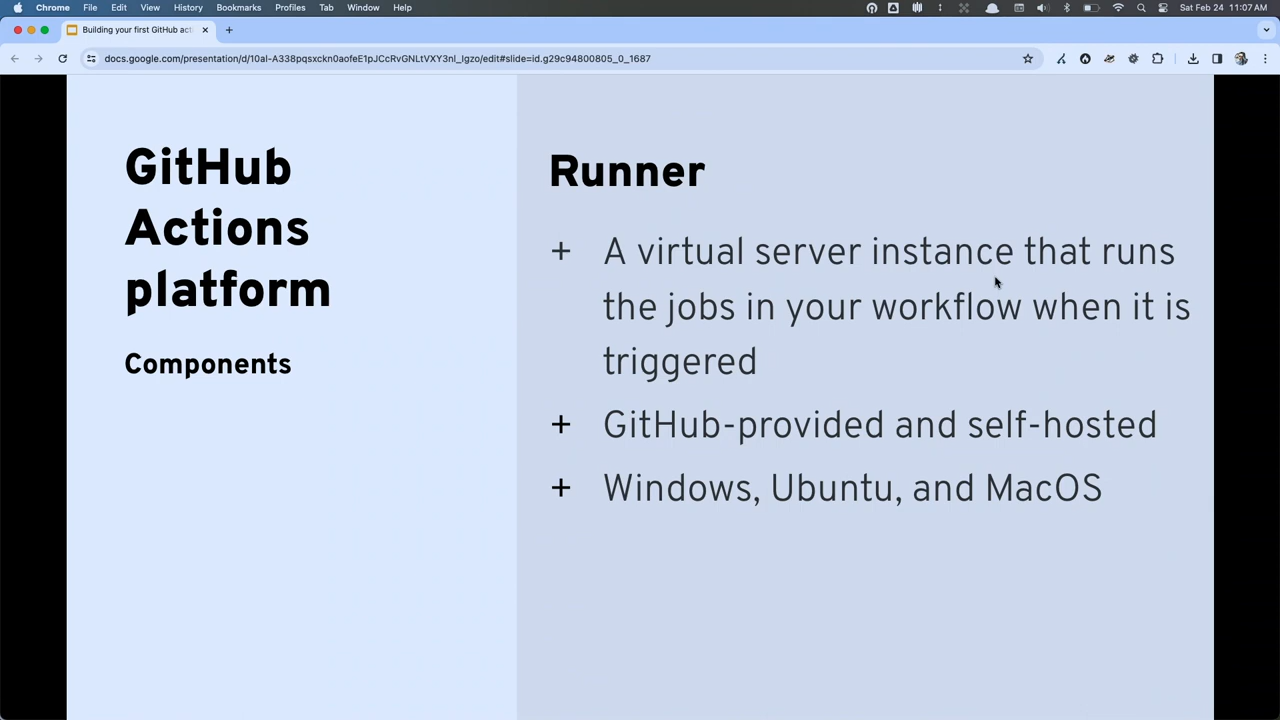 Chrome File Edit View History Bookmarks Profiles Tab Window Help
Sat Feb 24 11:07 AM
Building your first GitHub act
GitHub
Actions
platform
Components
Runner
+ A virtual server instance that runs
the jobs in your workflow when it is
triggered
+ GitHub-provided and self-hosted
+ Windows, Ubuntu, and MacOS